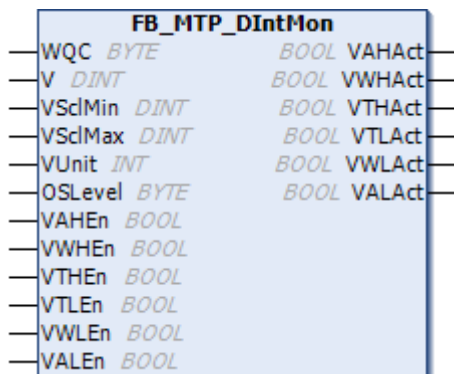 FB_MTP_DIntMon
WQC BYTE BOOL VAHAct
V DINT BOOL VWHAct
VSclMin DINT BOOL VTHAct
VSclMax DINT BOOL VTLAct
VUnit INT BOOL VWLAct
OSLevel BYTE BOOL VALAct
VAHEn BOOL
VWHEn BOOL
VTHEn BOOL
VTLEn BOOL
VWLEn BOOL
VALEn BOOL